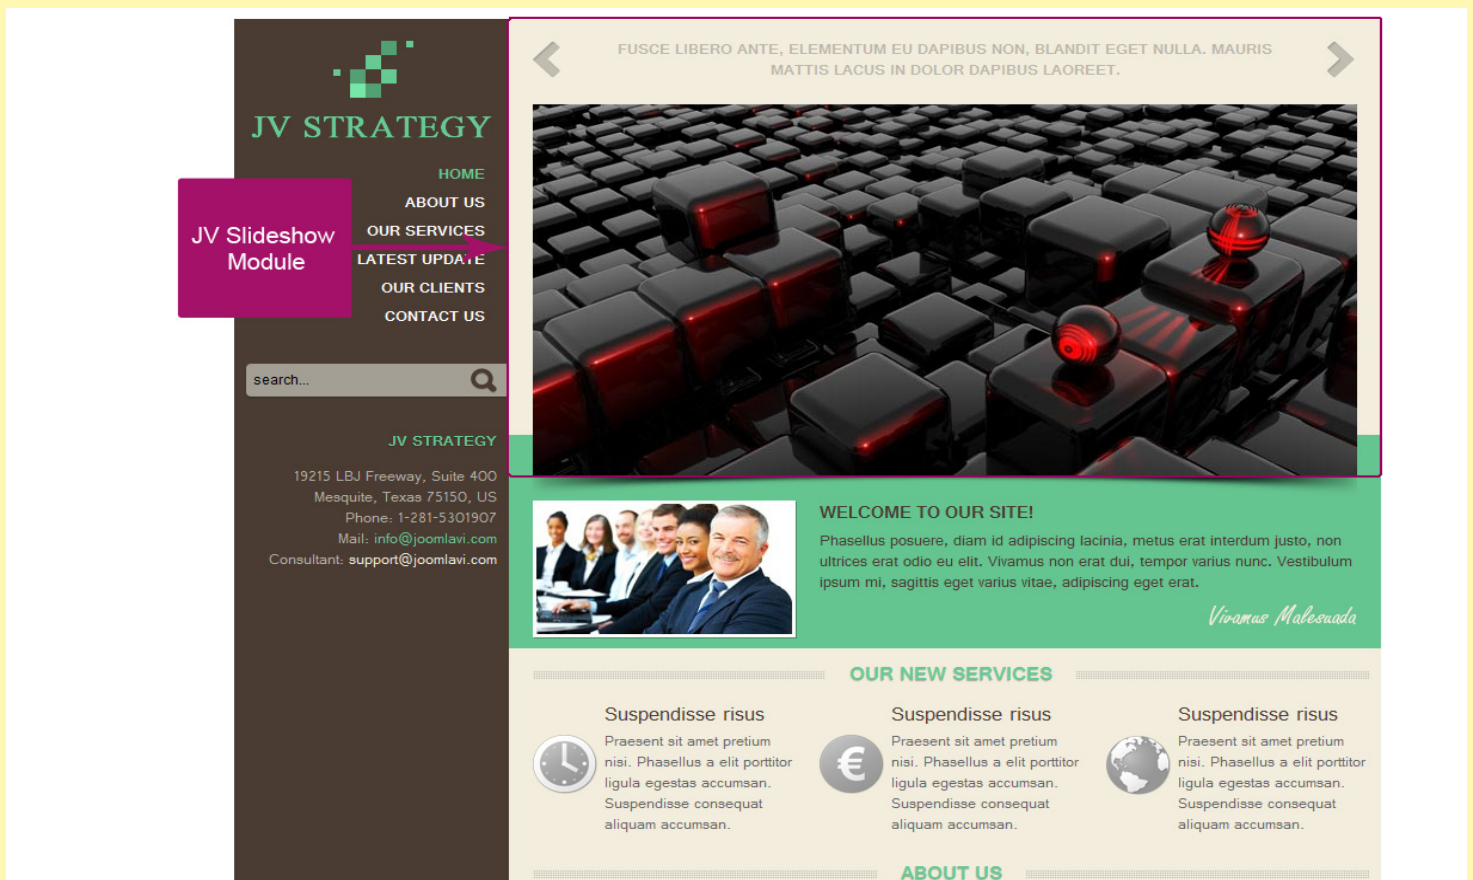 JV STRATEGY
HOME
ABOUT US
OUR SERVICES
LATEST UPDATE
OUR CLIENTS
CONTACT US
JV Slideshow
Module
search...
JV STRATEGY
19215 LBJ Freeway, Suite 400
Mesquite, Texas 75150, US
Phone: 1-281-5301907
Mail: info@joomlavi.com
Consultant: support@joomlavi.com
FUSCE LIBERO ANTE, ELEMENTUM EU DAPIBUS NON, BLANDIT EGET NULLA. MAURIS
MATTIS LACUS IN DOLOR DAPIBUS LAOREET.
WELCOME TO OUR SITE!
Phasellus posuere, diam id adipiscing lacinia, metus erat interdum justo, non
ultrices erat odio eu elit. Vivamus non erat dui, tempor varius nunc. Vestibulum
ipsum mi, sagittis eget varius vitae, adipiscing eget erat.
Vivamus Malesuada
OUR NEW SERVICES
Suspendisse risus
Praesent sit amet pretium
nisi. Phasellus a elit porttitor
ligula egestas accumsan.
Suspendisse consequat
aliquam accumsan.
Suspendisse risus
Praesent sit amet pretium
nisi. Phasellus a elit porttitor
ligula egestas accumsan.
Suspendisse consequat
aliquam accumsan.
Suspendisse risus
Praesent sit amet pretium
nisi. Phasellus a elit porttitor
ligula egestas accumsan.
Suspendisse consequat
aliquam accumsan.
ABOUT US